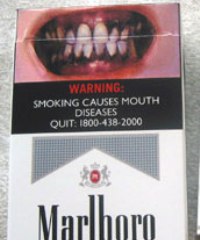 WARNING:
SMOKING CAUSES MOUTH
DISEASES
QUIT: 1800-438-2000
Marlboro